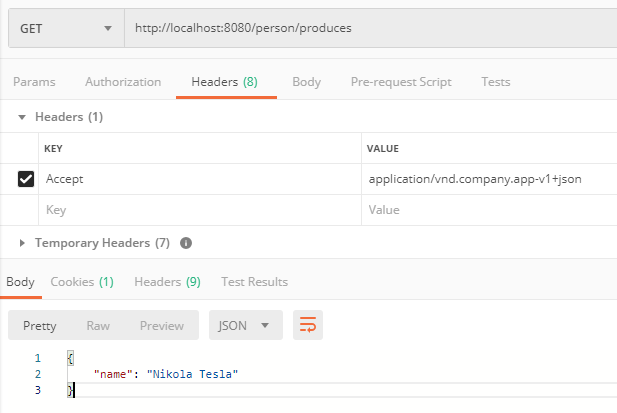 GET http://localhost:8080/person/produces
Params Authorization Headers (8) Body Pre-request Script Tests
Headers (1)
KEY VALUE
Accept application/vnd.company.app-v1+json
Key Value
Temporary Headers (7) i
Body Cookies (1) Headers (9) Test Results
Pretty Raw Preview JSON
1 {
2 "name": "Nikola Tesla"
3 }